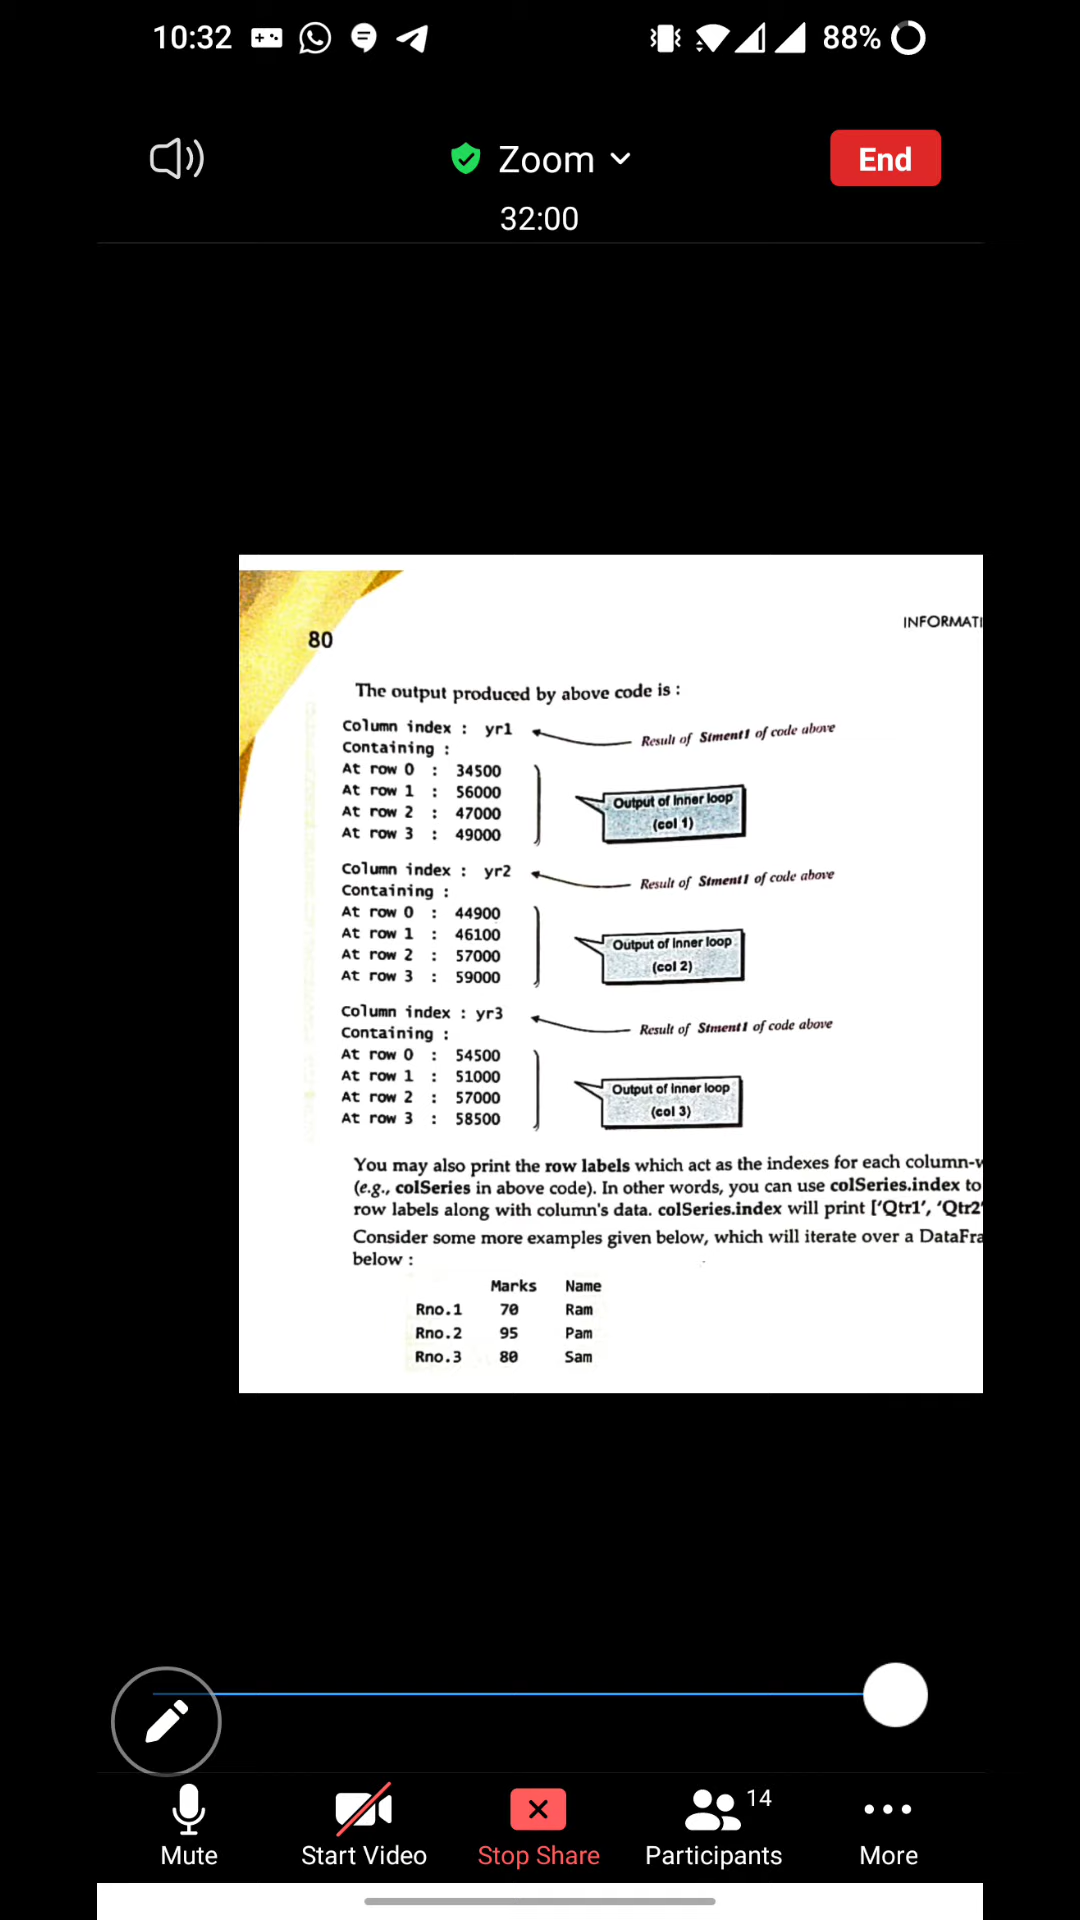 10:32
88%
Zoom
End
32:00
80
INFORMATI
The output produced by above code is :
Column index : yr1
Result of Stment1 of code above
Containing :
At row 0 : 34500
At row 1 : 56000
At row 2 : 47000
At row 3 : 49000
Output of inner loop
(col 1)
Column index : yr2
Result of Stment1 of code above
Containing :
At row 0 : 44900
At row 1 : 46100
At row 2 : 57000
At row 3 : 59000
Output of inner loop
(col 2)
Column index : yr3
Result of Stment1 of code above
Containing :
At row 0 : 54500
At row 1 : 51000
At row 2 : 57000
At row 3 : 58500
Output of inner loop
(col 3)
You may also print the row labels which act as the indexes for each column-
(e.g., colSeries in above code). In other words, you can use colSeries.index to
row labels along with column's data. colSeries.index will print ['Qtr1', 'Qtr2'
Consider some more examples given below, which will iterate over a DataFra
below :
Marks Name
Rno.1 70 Ram
Rno.2 95 Pam
Rno.3 80 Sam
14
Mute
Start Video
Stop Share
Participants
More